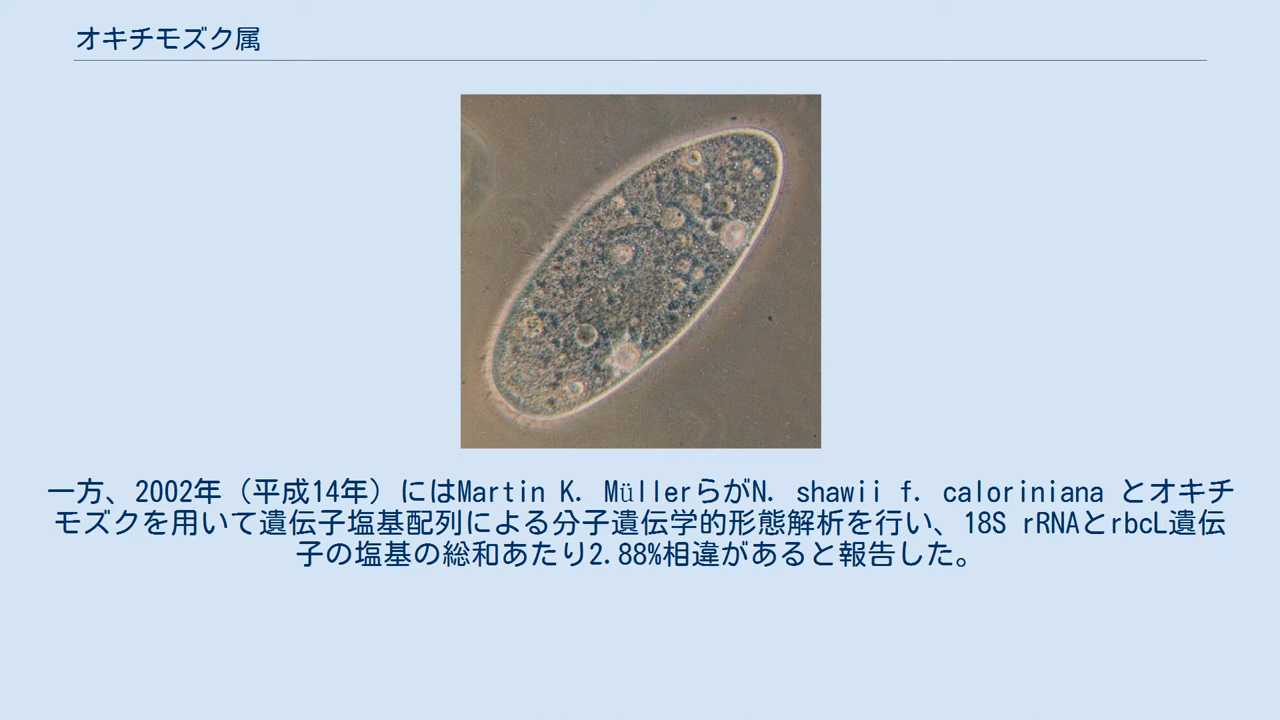 オキチモズク属
一方、2002年（平成14年）にはMartin K. MüllerらがN. shawii f. caloriniana とオキチ
モズクを用いて遺伝子塩基配列による分子遺伝学的形態解析を行い、18S rRNAとrbcL遺伝
子の塩基の総和あたり2.88%相違があると報告した。